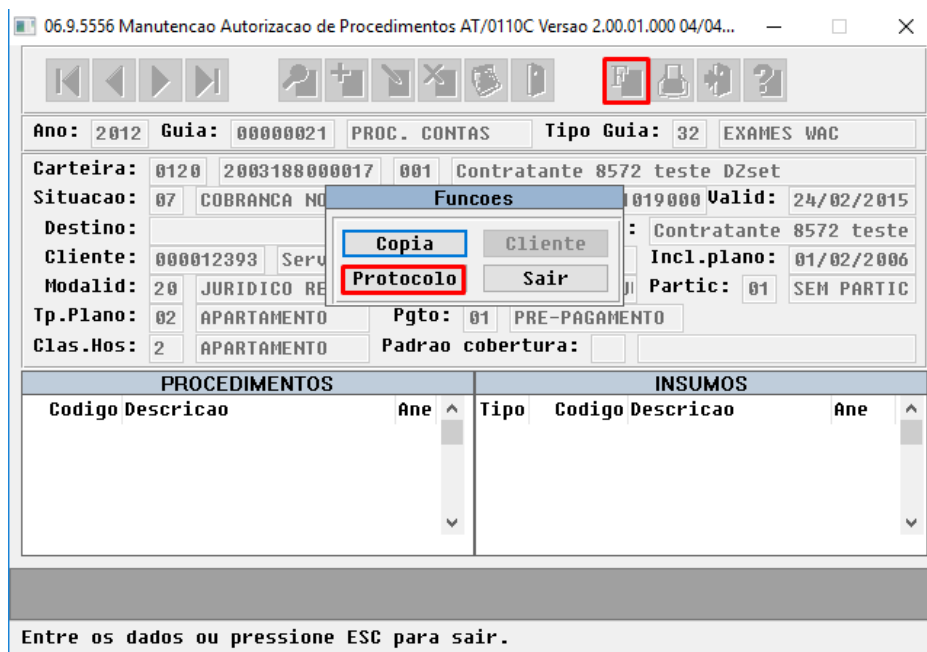 06.9.5556 Manutencao Autorizacao de Procedimentos AT/0110C Versao 2.00.01.000 04/04...
F
Ano: 2012 Guia: 00000021 PROC. CONTAS Tipo Guia: 32 EXAMES WAC
Carteira: 0120 2003188000017 001 Contratante 8572 teste DZset
Situacao: 07 COBRANCA NO 1019000 Valid: 24/02/2015
Funcoes
Destino: : Contratante 8572 teste
Copia Cliente
Cliente: 0000012393 Serv Incl.plano: 01/02/2006
Protocolo Sair
Modalid: 20 JURIDICO RE Partic: 01 SEM PARTIC
Tp.Plano: 02 APARTAMENTO Pgto: 01 PRE-PAGAMENTO
Clas.Hos: 2 APARTAMENTO Padrao cobertura:
PROCEDIMENTOS INSUMOS
Codigo Descricao Ane Tipo Codigo Descricao Ane
Entre os dados ou pressione ESC para sair.